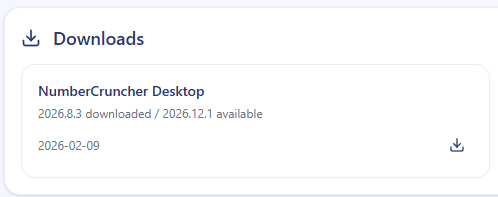 Downloads
NumberCruncher Desktop
2026.8.3 downloaded / 2026.12.1 available
2026-02-09